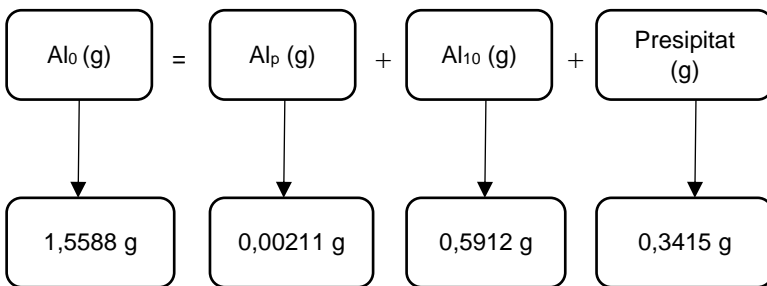 Al₀ (g) = Alₚ (g) + Al₁₀ (g) + Presipitat
(g)
1,5588 g 0,00211 g 0,5912 g 0,3415 g